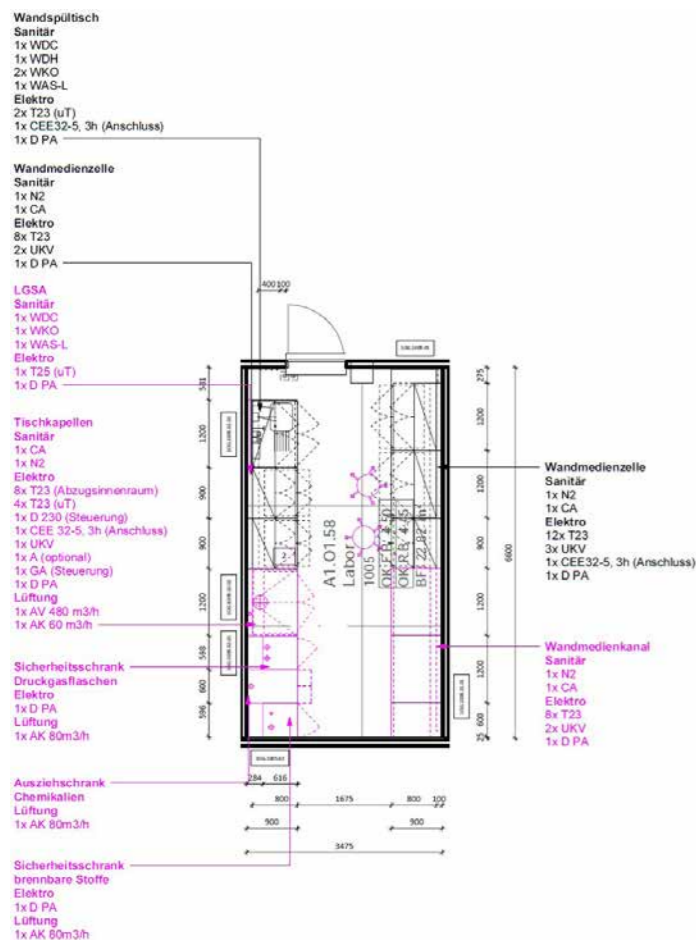 Wandspültisch
Sanitär
1x WDC
1x WDH
2x WKO
1x WAS-L
Elektro
2x T23 (uT)
1x CEE32-5, 3h (Anschluss)
1x D PA
Wandmedienzelle
Sanitär
1x N2
1x CA
Elektro
8x T23
2x UKV
1x D PA
LGSA
Sanitär
1x WDC
1x WKO
1x WAS-L
Elektro
1x T25 (uT)
1x D PA
Tischkapellen
Sanitär
1x CA
1x N2
Elektro
8x T23 (Abzugsinnenraum)
4x T23 (uT)
1x D 230 (Steuerung)
1x CEE 32-5, 3h (Anschluss)
1x UKV
1x A (optional)
1x GA (Steuerung)
1x D PA
Lüftung
1x AV 480 m3/h
1x AK 60 m3/h
Sicherheitsschrank
Druckgasflaschen
Elektro
1x D PA
Lüftung
1x AK 80m3/h
Ausziehschrank
Chemikalien
Lüftung
1x AK 80m3/h
Sicherheitsschrank
brennbare Stoffe
Elektro
1x D PA
Lüftung
1x AK 80m3/h
400 100
581
1200
900
900
1200
598
600
596
A1.01.58
Labor
1005
2
275
1200
1200
900
1200
1200
600
25
6600
284 616
800 1675 800 100
900 900
3475
Wandmedienzelle
Sanitär
1x N2
1x CA
Elektro
12x T23
3x UKV
1x CEE32-5, 3h (Anschluss)
1x D PA
Wandmedienkanal
Sanitär
1x N2
1x CA
Elektro
8x T23
2x UKV
1x D PA